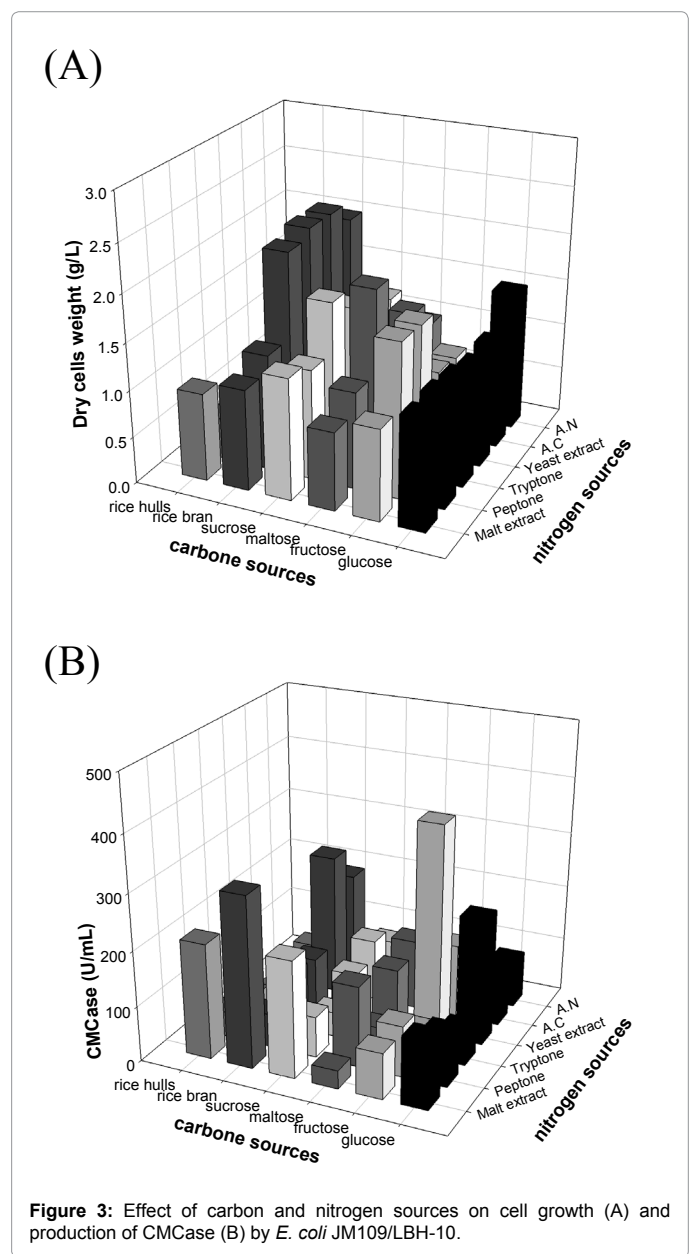 (A)
3.0
2.5
2.0
1.5
1.0
0.5
0.0
Dry cells weight (g/L)
rice hulls
rice bran
sucrose
maltose
fructose
glucose
carbone sources
A.N
A.C
Yeast extract
Tryptone
Peptone
Malt extract
nitrogen sources
(B)
500
400
300
200
100
0
CMCase (U/mL)
rice hulls
rice bran
sucrose
maltose
fructose
glucose
carbone sources
A.N
A.C
Yeast extract
Tryptone
Peptone
Malt extract
nitrogen sources
Figure 3: Effect of carbon and nitrogen sources on cell growth (A) and
production of CMCase (B) by E. coli JM109/LBH-10.